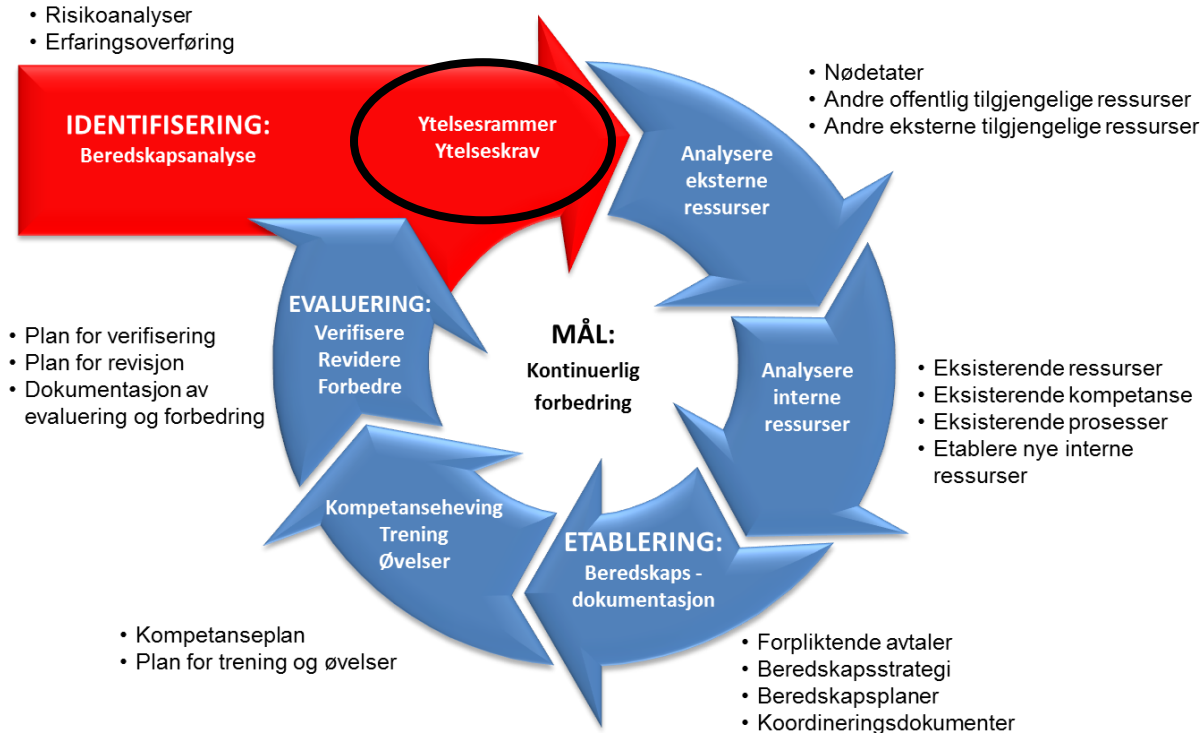 • Risikoanalyser
• Erfaringsoverføring
IDENTIFISERING:
Beredskapsanalyse
Ytelsesrammer
Ytelseskrav
Analysere
eksterne
ressurser
• Nødetater
• Andre offentlig tilgjengelige ressurser
• Andre eksterne tilgjengelige ressurser
Analysere
interne
ressurser
• Eksisterende ressurser
• Eksisterende kompetanse
• Eksisterende prosesser
• Etablere nye interne
ressurser
ETABLERING:
Beredskaps -
dokumentasjon
• Forpliktende avtaler
• Beredskapsstrategi
• Beredskapsplaner
• Koordineringsdokumenter
Kompetanseheving
Trening
Øvelser
• Kompetanseplan
• Plan for trening og øvelser
EVALUERING:
Verifisere
Revidere
Forbedre
• Plan for verifisering
• Plan for revisjon
• Dokumentasjon av
evaluering og forbedring
MÅL:
Kontinuerlig
forbedring